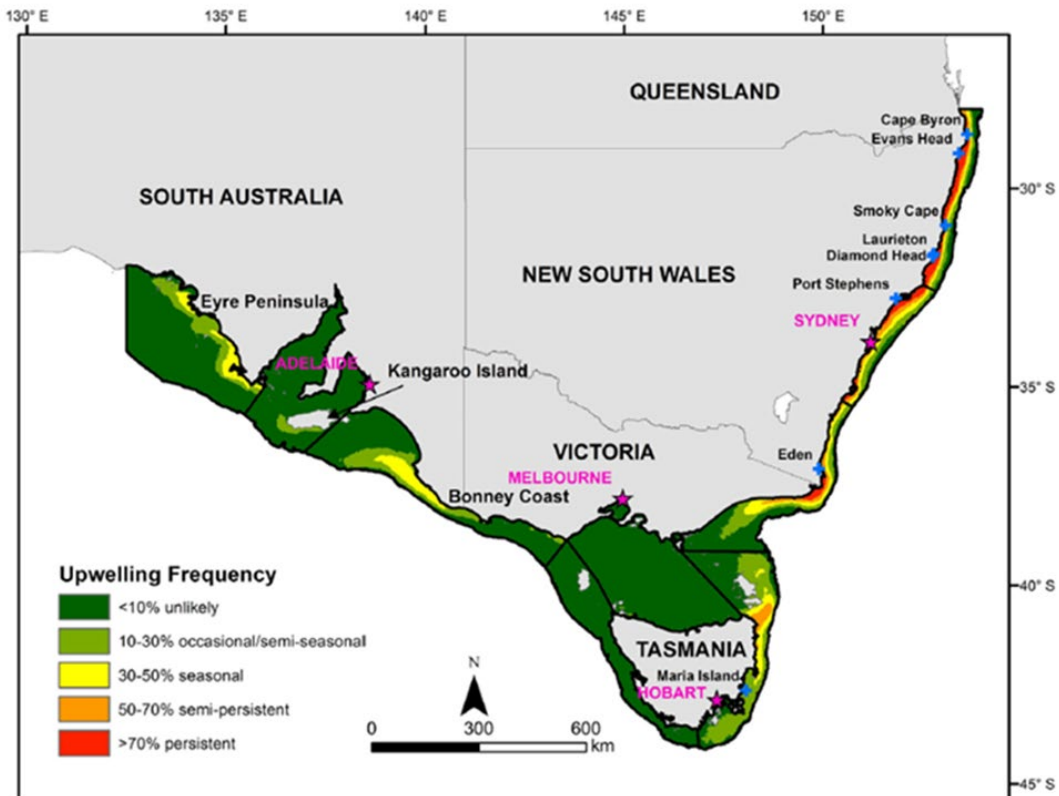 130° E
135° E
140° E
145° E
150° E
QUEENSLAND
Cape Byron
Evans Head
SOUTH AUSTRALIA
30° S
Smoky Cape
Laurieton
Diamond Head
NEW SOUTH WALES
Port Stephens
Eyre Peninsula
SYDNEY
ADELAIDE
Kangaroo Island
35° S
VICTORIA
Eden
MELBOURNE
Bonney Coast
Upwelling Frequency
<10% unlikely
40° S
10-30% occasional/semi-seasonal
TASMANIA
30-50% seasonal
Maria Island
HOBART
50-70% semi-persistent
N
>70% persistent
0 300 600
km
45° S